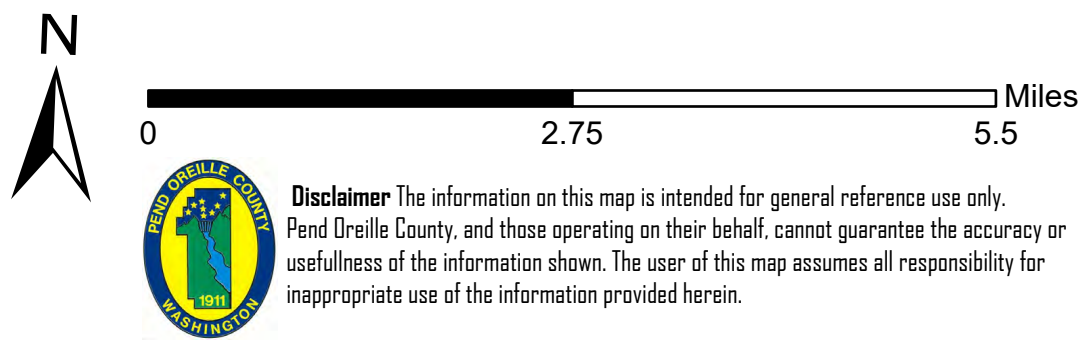 N
Miles
0 2.75 5.5
PEND OREILLE COUNTY
1911
WASHINGTON
Disclaimer The information on this map is intended for general reference use only.
Pend Oreille County, and those operating on their behalf, cannot guarantee the accuracy or
usefullness of the information shown. The user of this map assumes all responsibility for
inappropriate use of the information provided herein.